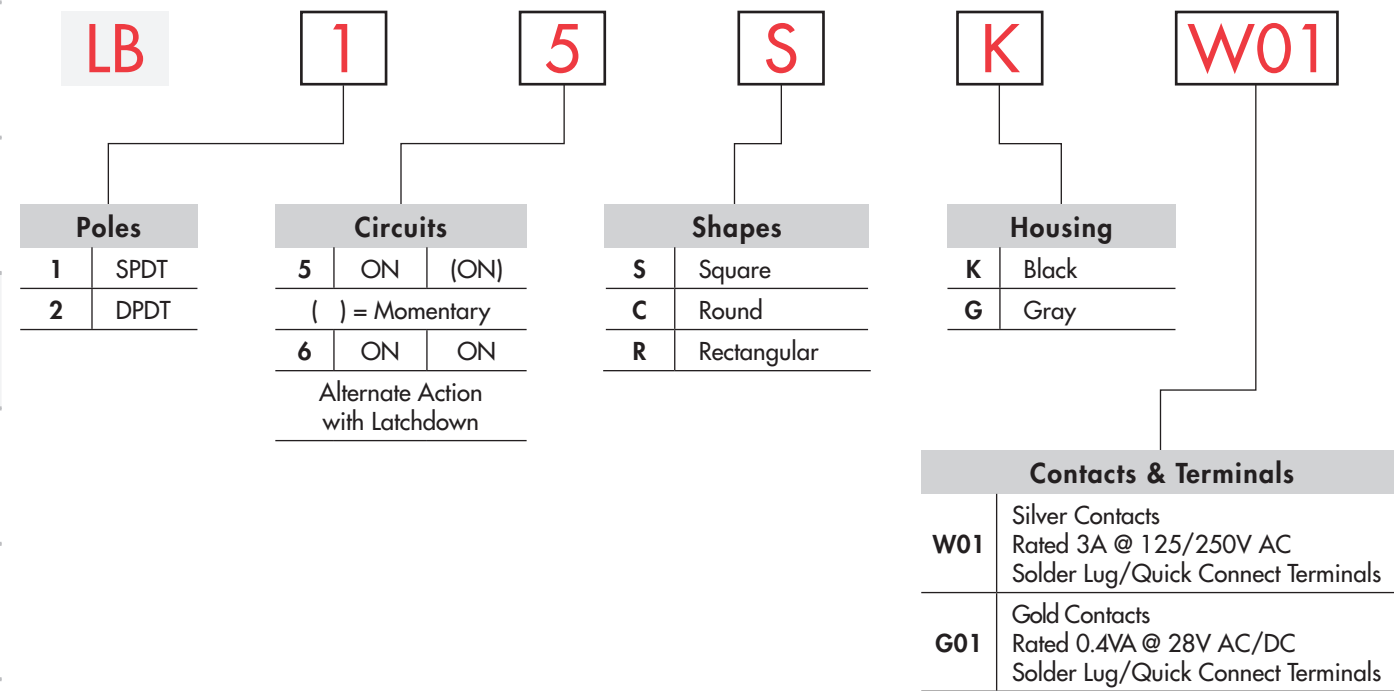 LB 1 5 S K W01
Poles
1 SPDT
2 DPDT
Circuits
5 ON (ON)
( ) = Momentary
6 ON ON
Alternate Action
with Latchdown
Shapes
S Square
C Round
R Rectangular
Housing
K Black
G Gray
Contacts & Terminals
Silver Contacts
W01 Rated 3A @ 125/250V AC
Solder Lug/Quick Connect Terminals
Gold Contacts
G01 Rated 0.4VA @ 28V AC/DC
Solder Lug/Quick Connect Terminals